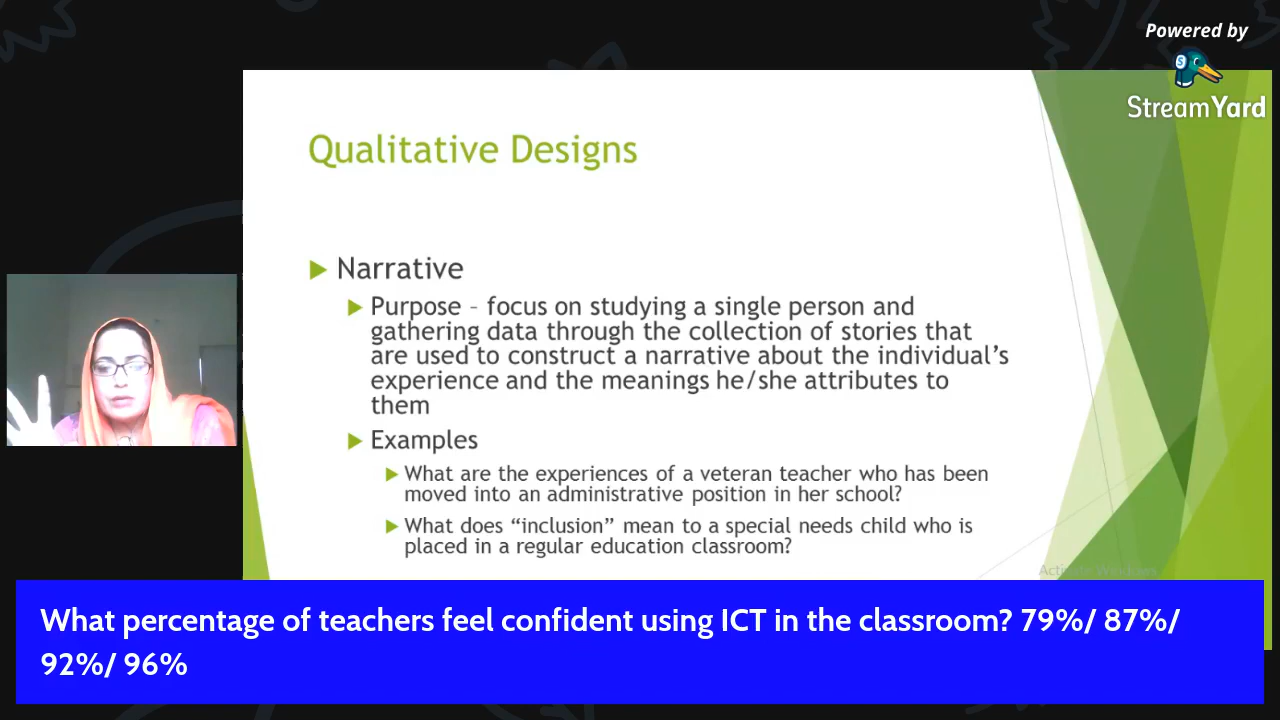 Powered by
StreamYard
Qualitative Designs
Narrative
Purpose – focus on studying a single person and
gathering data through the collection of stories that
are used to construct a narrative about the individual’s
experience and the meanings he/she attributes to
them
Examples
What are the experiences of a veteran teacher who has been
moved into an administrative position in her school?
What does “inclusion” mean to a special needs child who is
placed in a regular education classroom?
Activate Windows
What percentage of teachers feel confident using ICT in the classroom? 79%/ 87%/
92%/ 96%